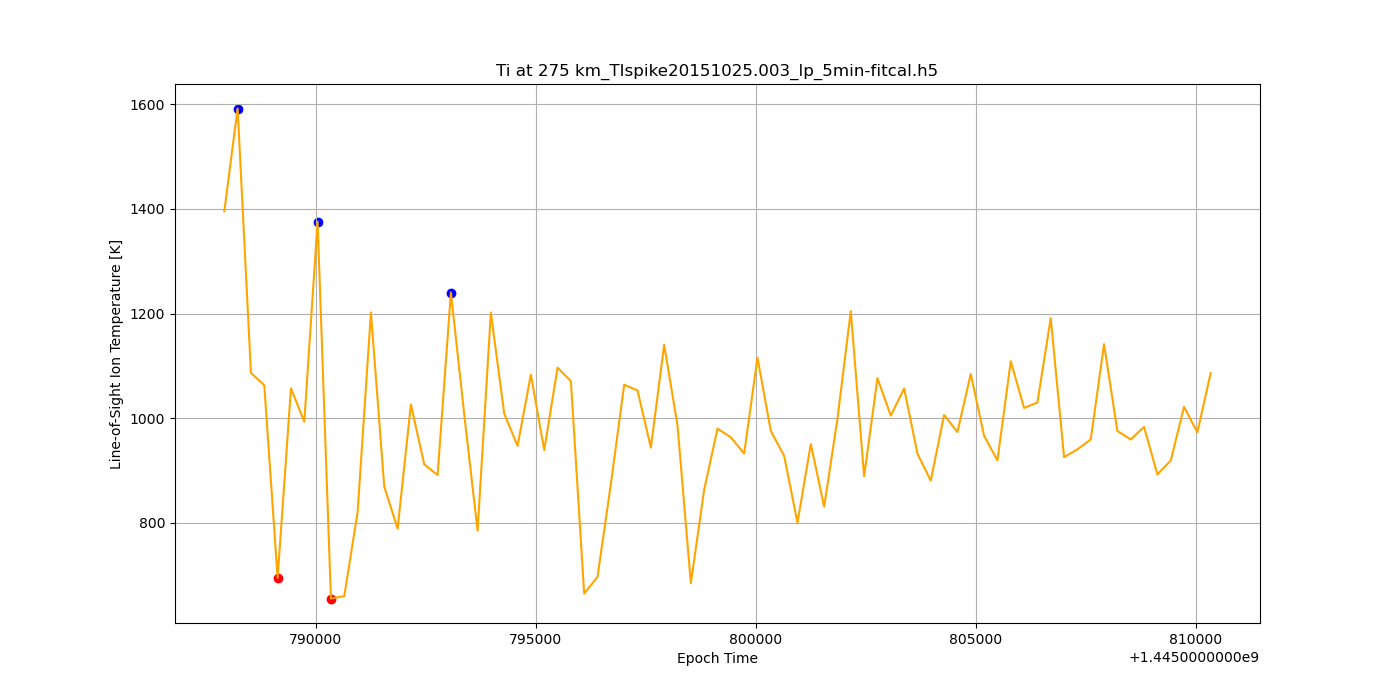 Ti at 275 km_TIspike20151025.003_lp_5min-fitcal.h5
Line-of-Sight Ion Temperature [K]
1600
1400
1200
1000
800
790000
795000
800000
805000
810000
Epoch Time
+1.4450000000e9